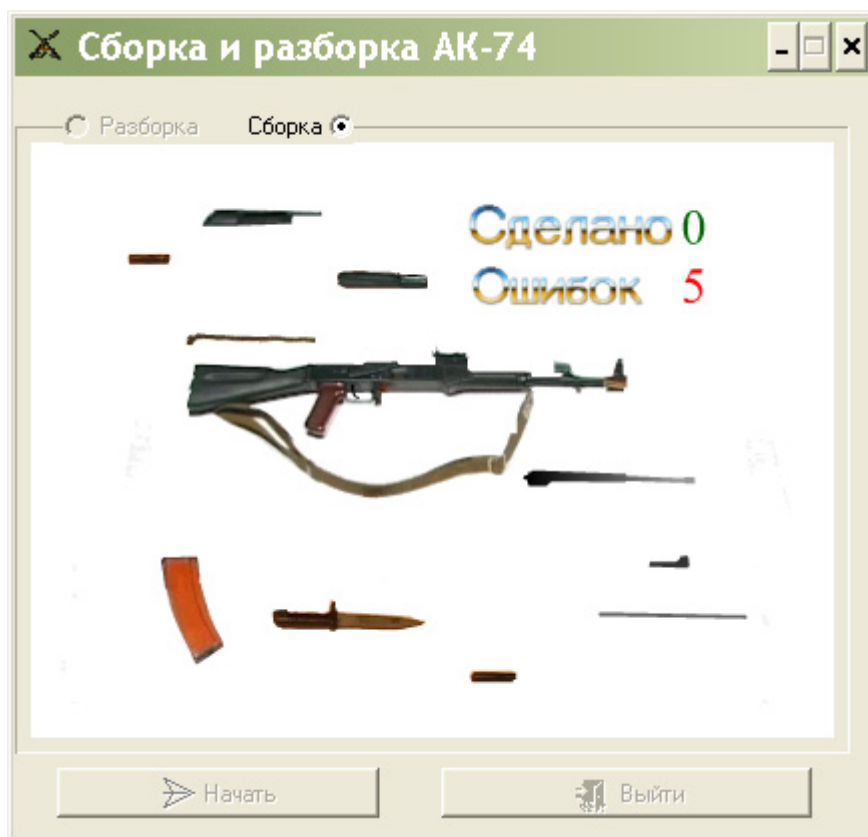 Сборка и разборка АК-74
Разборка Сборка
Сделано 0
Ошибок 5
Начать Выйти